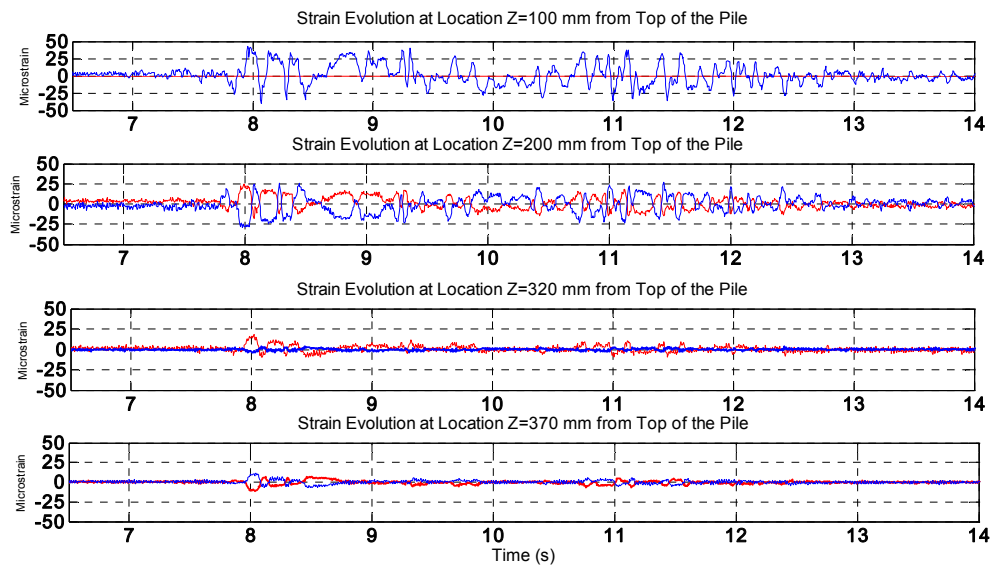 Strain Evolution at Location Z=100 mm from Top of the Pile
Microstrain
50
25
0
-25
-50
7 8 9 10 11 12 13 14
Strain Evolution at Location Z=200 mm from Top of the Pile
Microstrain
50
25
0
-25
-50
7 8 9 10 11 12 13 14
Strain Evolution at Location Z=320 mm from Top of the Pile
Microstrain
50
25
0
-25
-50
7 8 9 10 11 12 13 14
Strain Evolution at Location Z=370 mm from Top of the Pile
Microstrain
50
25
0
-25
-50
7 8 9 10 11 12 13 14
Time (s)